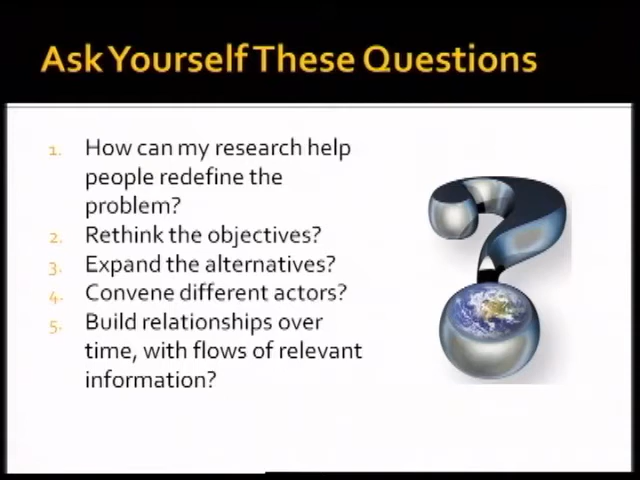 Ask Yourself These Questions
1. How can my research help
people redefine the
problem?
2. Rethink the objectives?
3. Expand the alternatives?
4. Convene different actors?
5. Build relationships over
time, with flows of relevant
information?